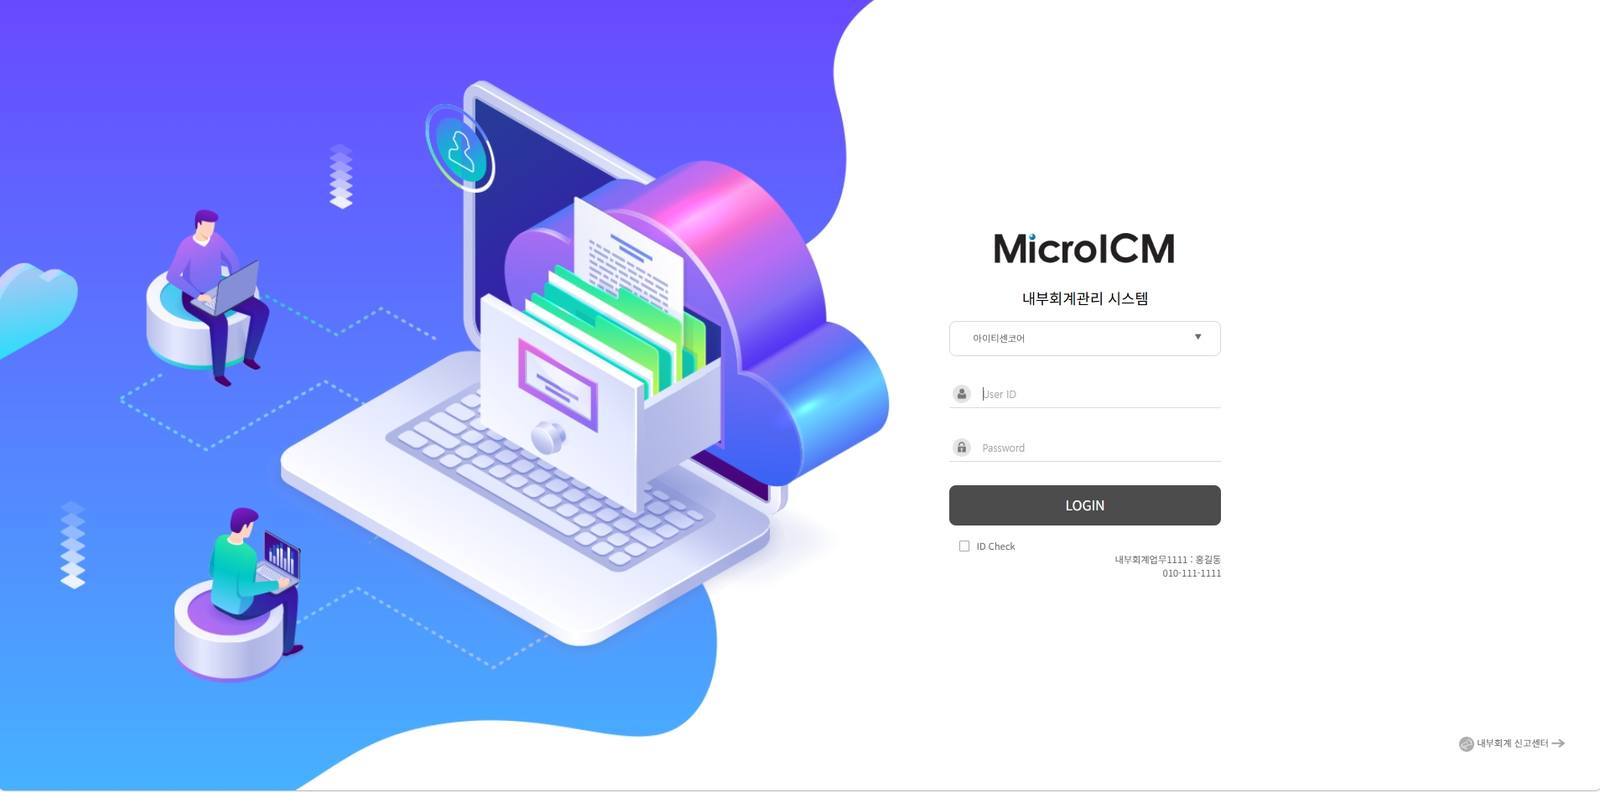 MicroICM
내부회계관리 시스템
아이티센코어
User ID
Password
LOGIN
ID Check
내부회계업무1111 : 홍길동
010-111-1111
내부회계 신고센터